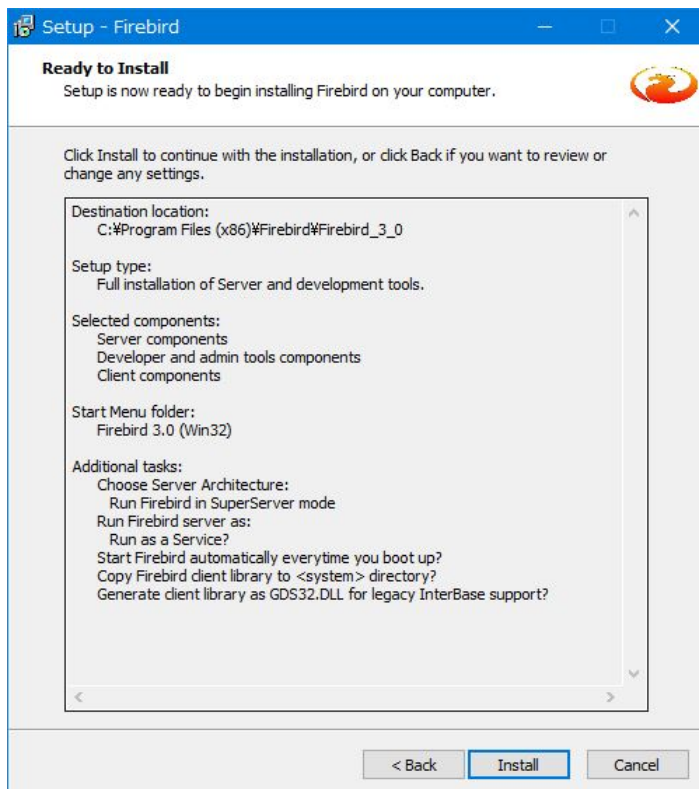 Setup - Firebird
Ready to Install
Setup is now ready to begin installing Firebird on your computer.
Click Install to continue with the installation, or click Back if you want to review or
change any settings.
Destination location:
C:¥Program Files (x86)¥Firebird¥Firebird_3_0
Setup type:
Full installation of Server and development tools.
Selected components:
Server components
Developer and admin tools components
Client components
Start Menu folder:
Firebird 3.0 (Win32)
Additional tasks:
Choose Server Architecture:
Run Firebird in SuperServer mode
Run Firebird server as:
Run as a Service?
Start Firebird automatically everytime you boot up?
Copy Firebird client library to <system> directory?
Generate client library as GDS32.DLL for legacy InterBase support?
< Back
Install
Cancel